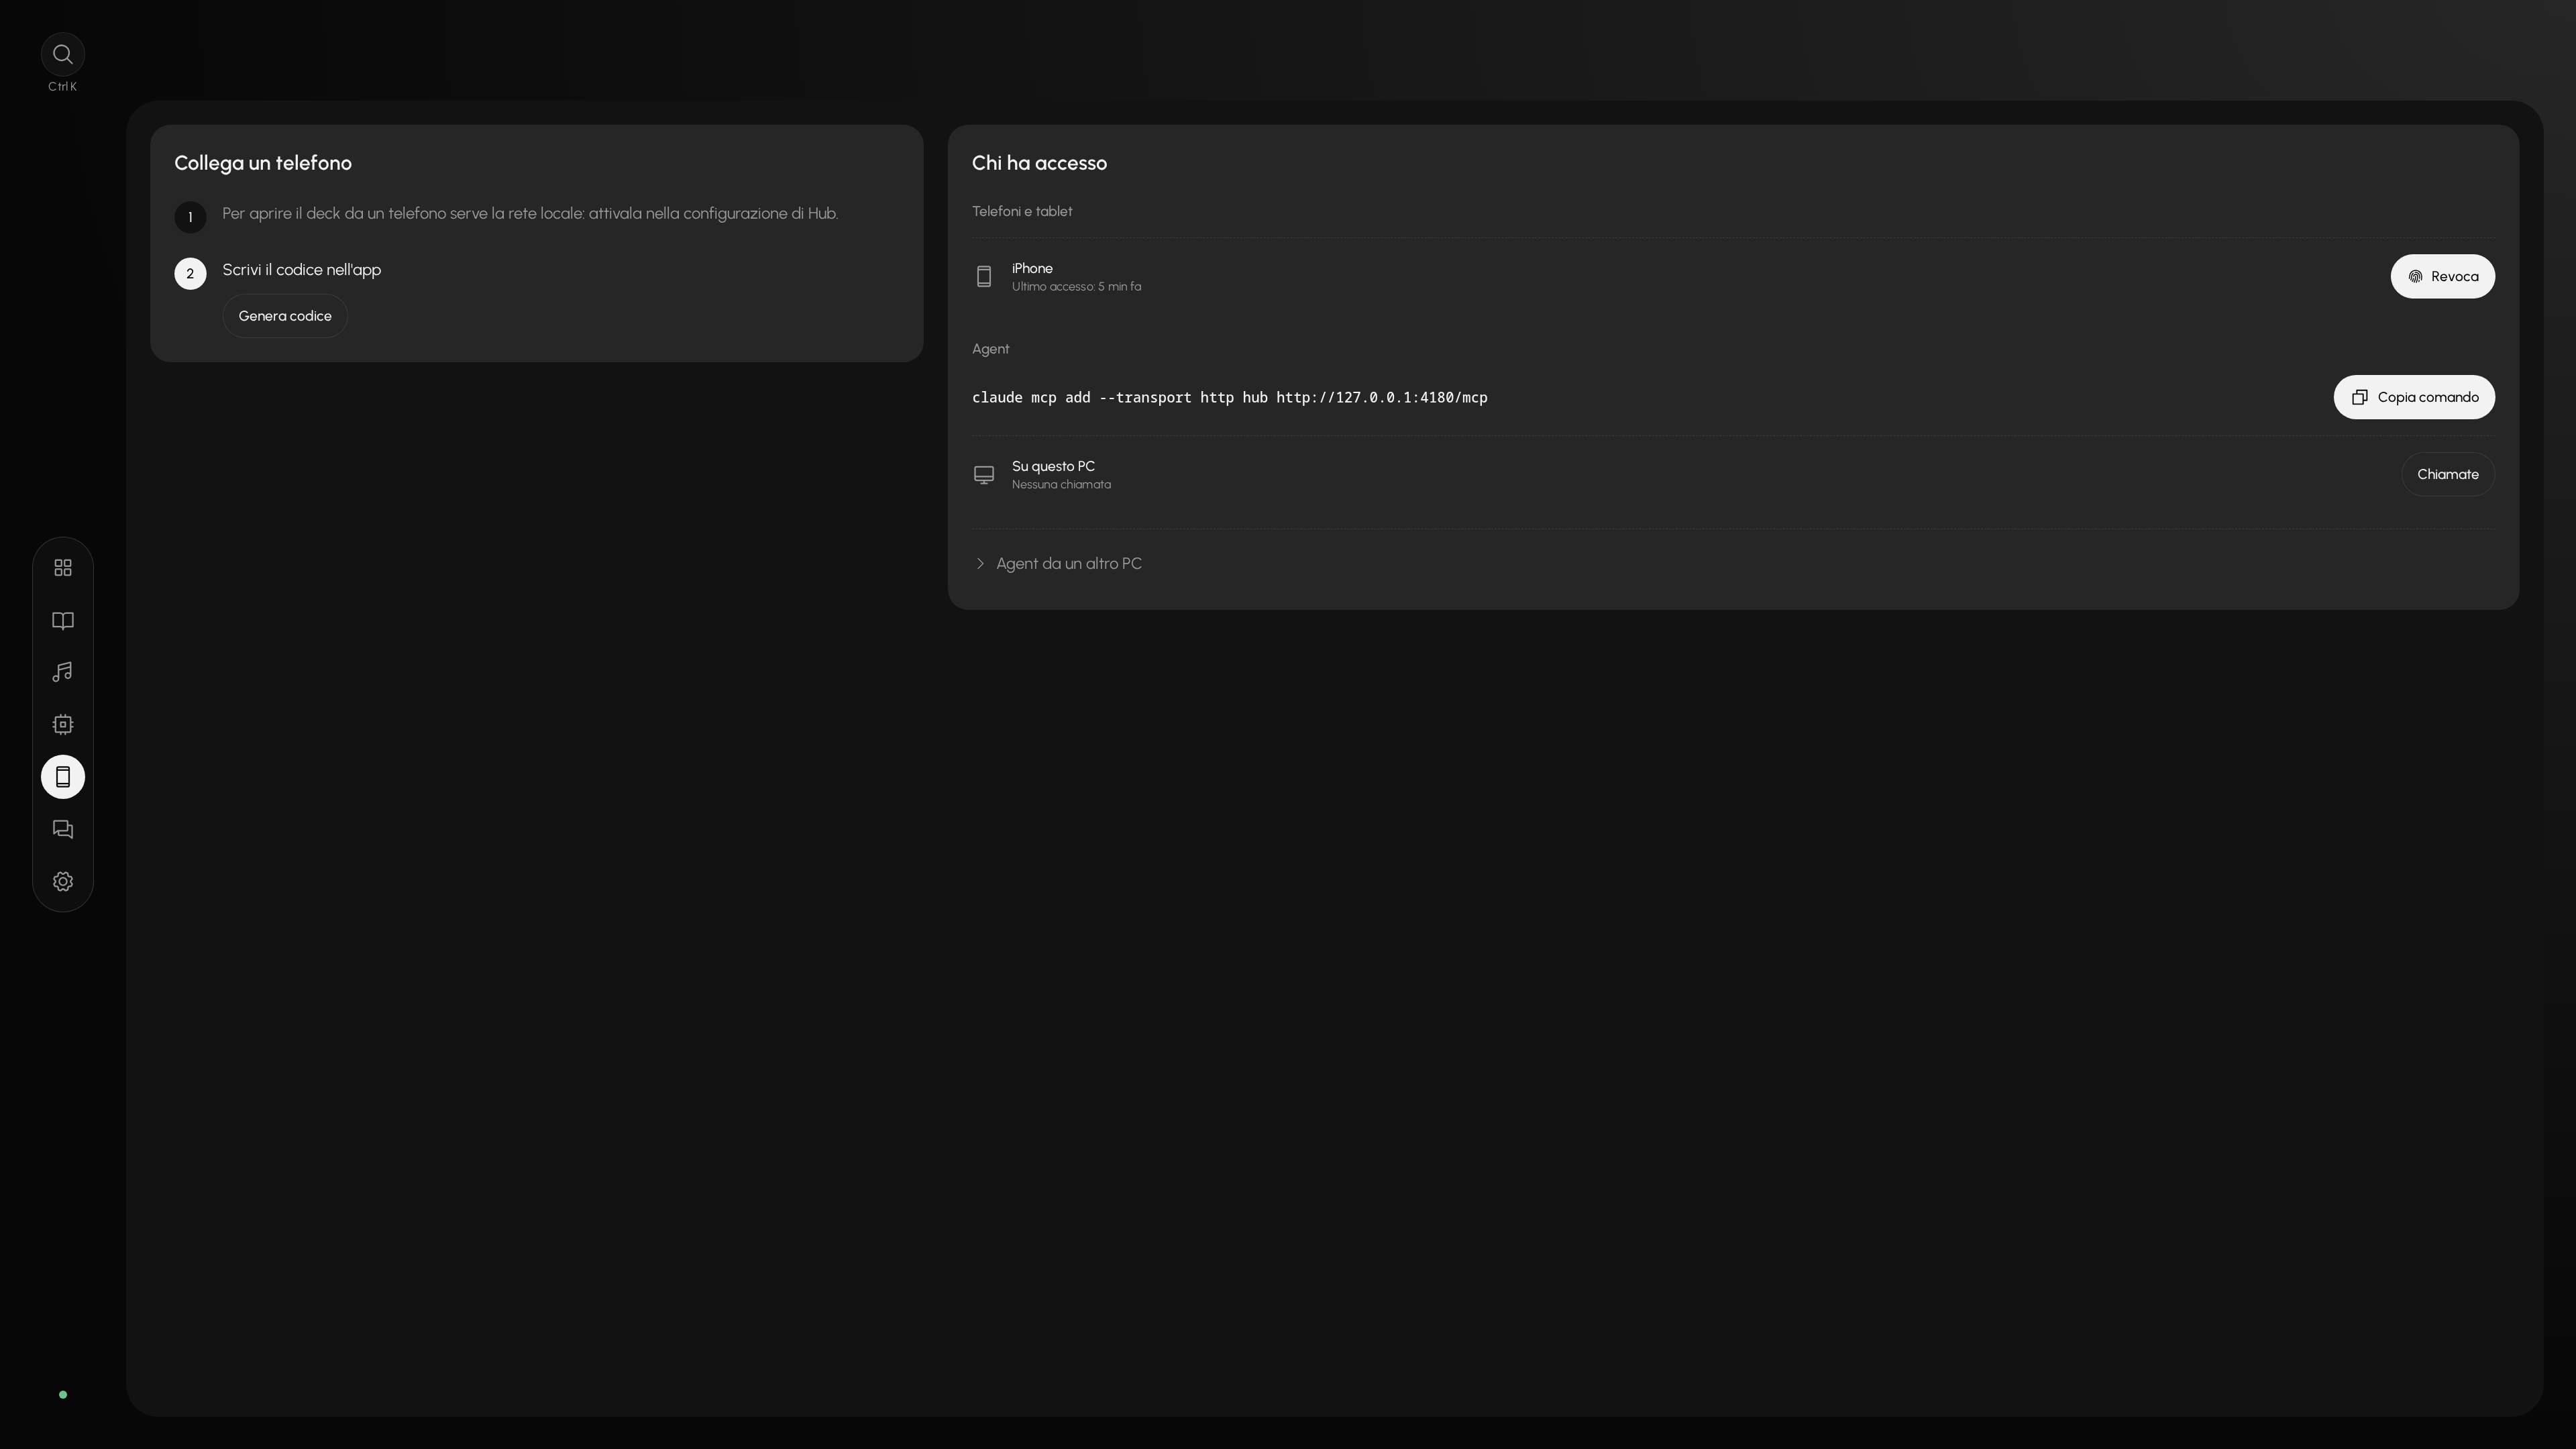 Ctrl K
Collega un telefono
1
Per aprire il deck da un telefono serve la rete locale: attivala nella configurazione di Hub.
2
Scrivi il codice nell'app
Genera codice
Chi ha accesso
Telefoni e tablet
iPhone
Ultimo accesso: 5 min fa
Revoca
Agent
claude mcp add --transport http hub http://127.0.0.1:4180/mcp
Copia comando
Su questo PC
Nessuna chiamata
Chiamate
Agent da un altro PC